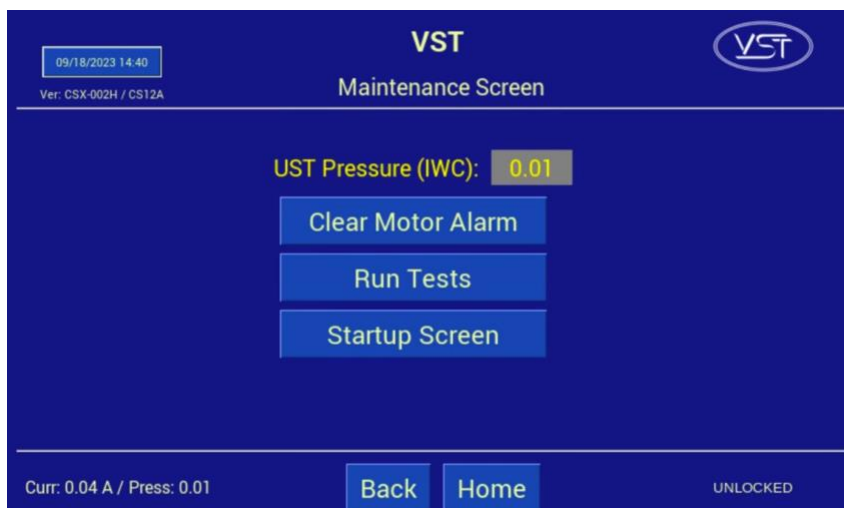 VST
09/18/2023 14:40
VST
Ver: CSX-002H / CS12A
Maintenance Screen
UST Pressure (IWC): 0.01
Clear Motor Alarm
Run Tests
Startup Screen
Curr: 0.04 A / Press: 0.01
Back
Home
UNLOCKED